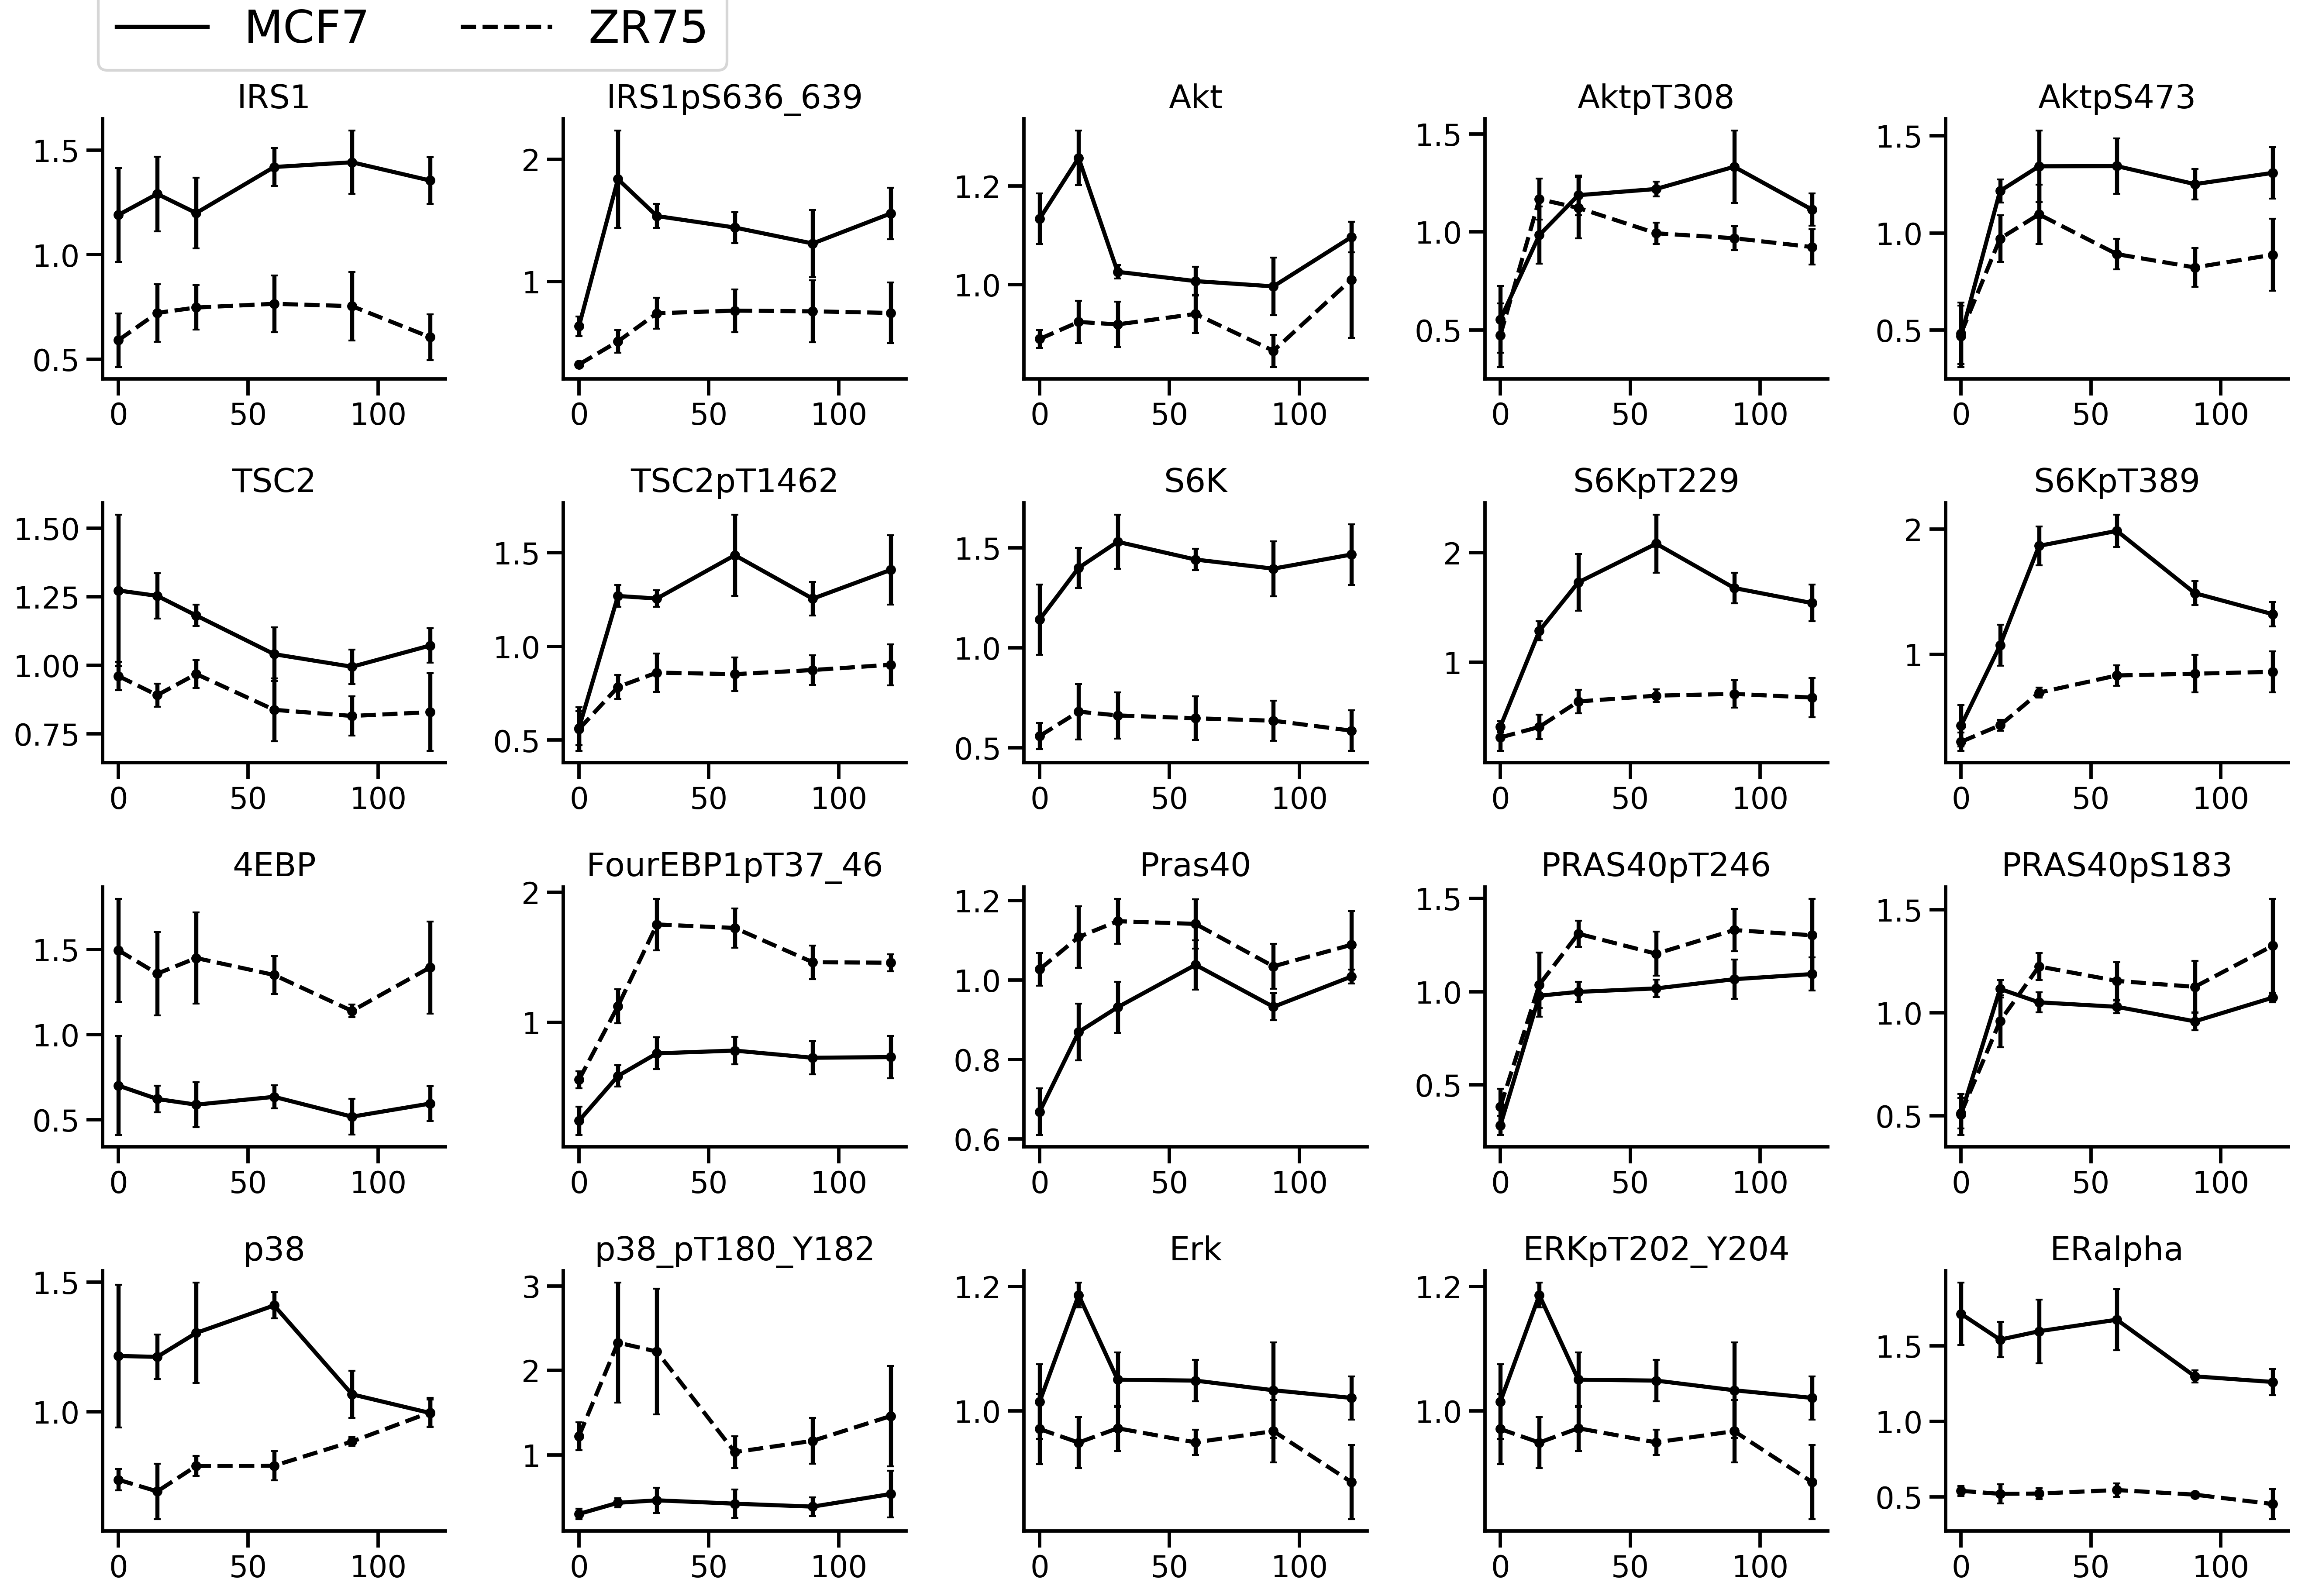 MCF7 ZR75
IRS1 IRS1pS636_639 Akt AktpT308 AktpS473
1.5 1.0 0.5 0 50 100
2 1 0 50 100
1.2 1.0 0 50 100
1.5 1.0 0.5 0 50 100
1.5 1.0 0.5 0 50 100
TSC2 TSC2pT1462 S6K S6KpT229 S6KpT389
1.50 1.25 1.00 0.75 0 50 100
1.5 1.0 0.5 0 50 100
1.5 1.0 0.5 0 50 100
2 1 0 50 100
2 1 0 50 100
4EBP FourEBP1pT37_46 Pras40 PRAS40pT246 PRAS40pS183
1.5 1.0 0.5 0 50 100
2 1 0 50 100
1.2 1.0 0.8 0.6 0 50 100
1.5 1.0 0.5 0 50 100
1.5 1.0 0.5 0 50 100
p38 p38_pT180_Y182 Erk ERKpT202_Y204 ERalpha
1.5 1.0 0 50 100
3 2 1 0 50 100
1.2 1.0 0 50 100
1.2 1.0 0 50 100
1.5 1.0 0.5 0 50 100